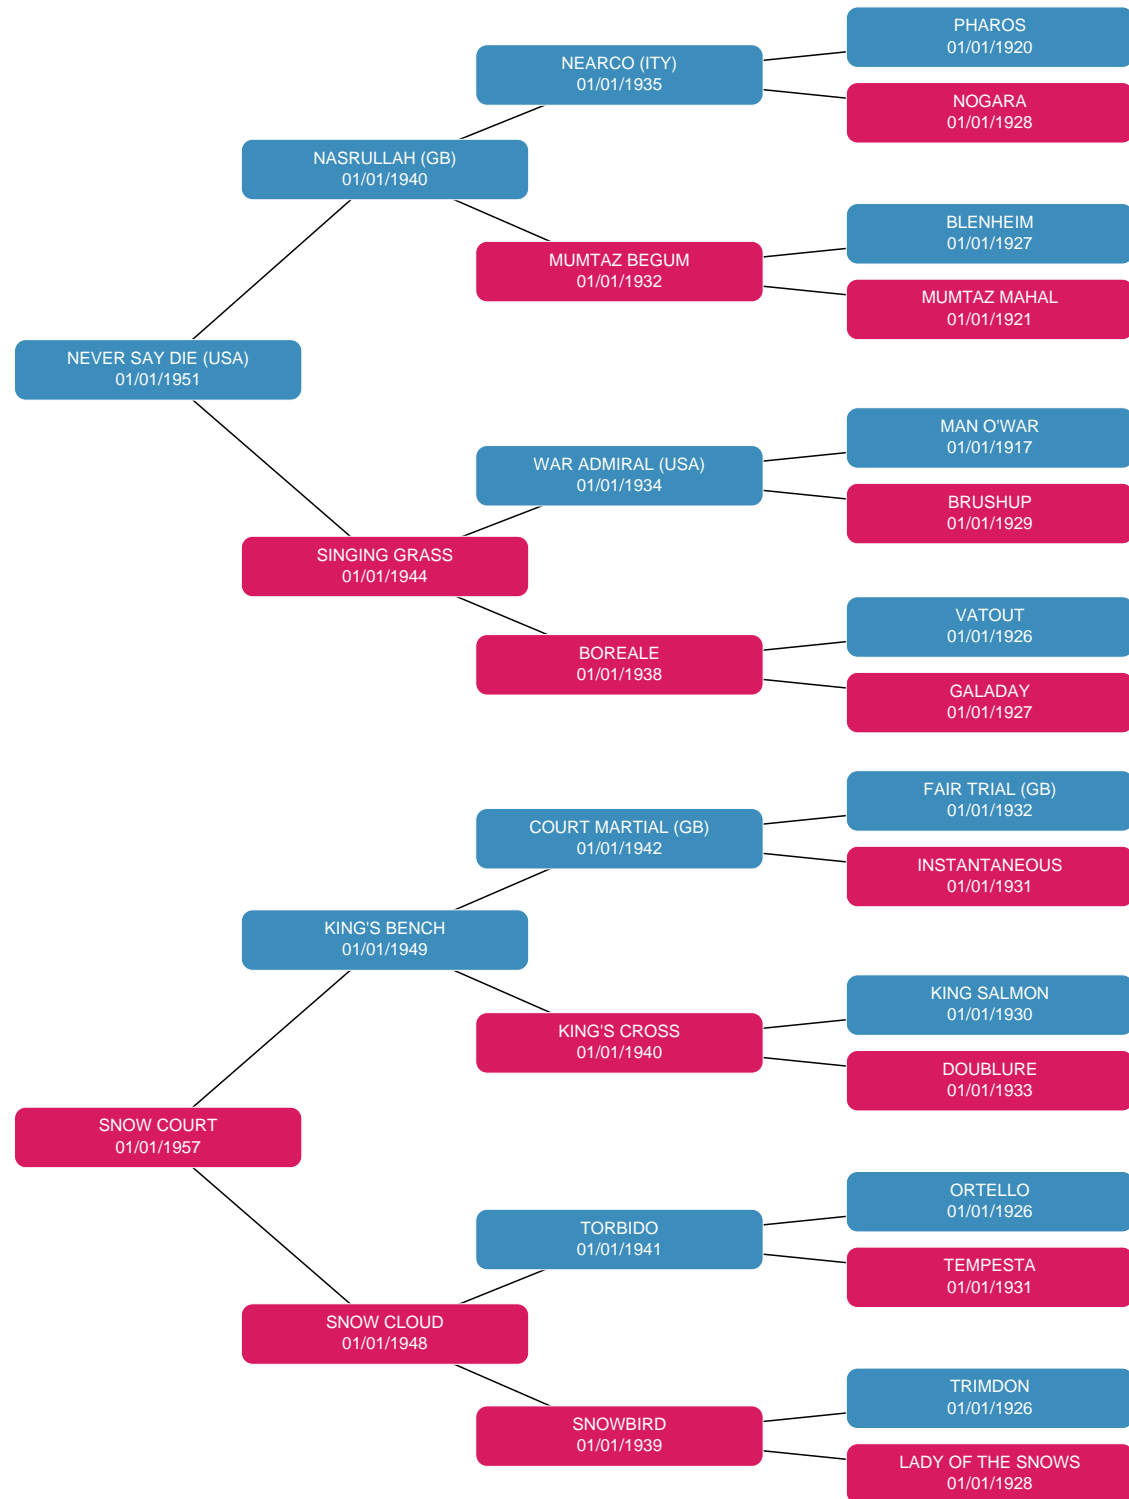 PHAROS
01/01/1920
NEARCO (ITY)
01/01/1935
NOGARA
01/01/1928
NASRULLAH (GB)
01/01/1940
BLENHEIM
01/01/1927
MUMTAZ BEGUM
01/01/1932
MUMTAZ MAHAL
01/01/1921
NEVER SAY DIE (USA)
01/01/1951
MAN O'WAR
01/01/1917
WAR ADMIRAL (USA)
01/01/1934
BRUSHUP
01/01/1929
SINGING GRASS
01/01/1944
VATOUT
01/01/1926
BOREALE
01/01/1938
GALADAY
01/01/1927
FAIR TRIAL (GB)
01/01/1932
COURT MARTIAL (GB)
01/01/1942
INSTANTANEOUS
01/01/1931
KING'S BENCH
01/01/1949
KING SALMON
01/01/1930
KING'S CROSS
01/01/1940
DOUBLURE
01/01/1933
SNOW COURT
01/01/1957
ORTELLO
01/01/1926
TORBIDO
01/01/1941
TEMPESTA
01/01/1931
SNOW CLOUD
01/01/1948
TRIMDON
01/01/1926
SNOWBIRD
01/01/1939
LADY OF THE SNOWS
01/01/1928